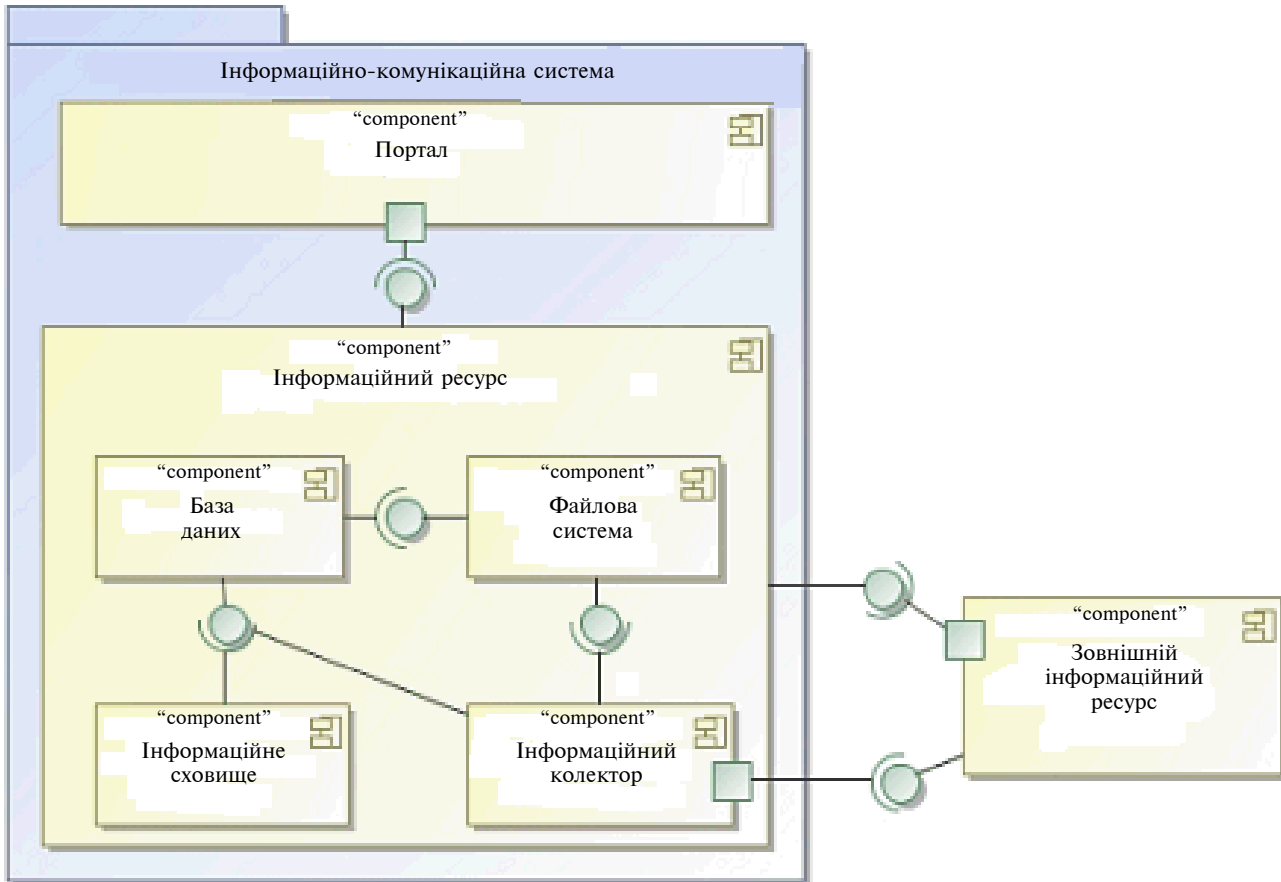 Інформаційно-комунікаційна система
“component”
Портал
“component”
Інформаційний ресурс
“component”
База
даних
“component”
Файлова
система
“component”
Інформаційне
сховище
“component”
Інформаційний
колектор
“component”
Зовнішній
інформаційний
ресурс